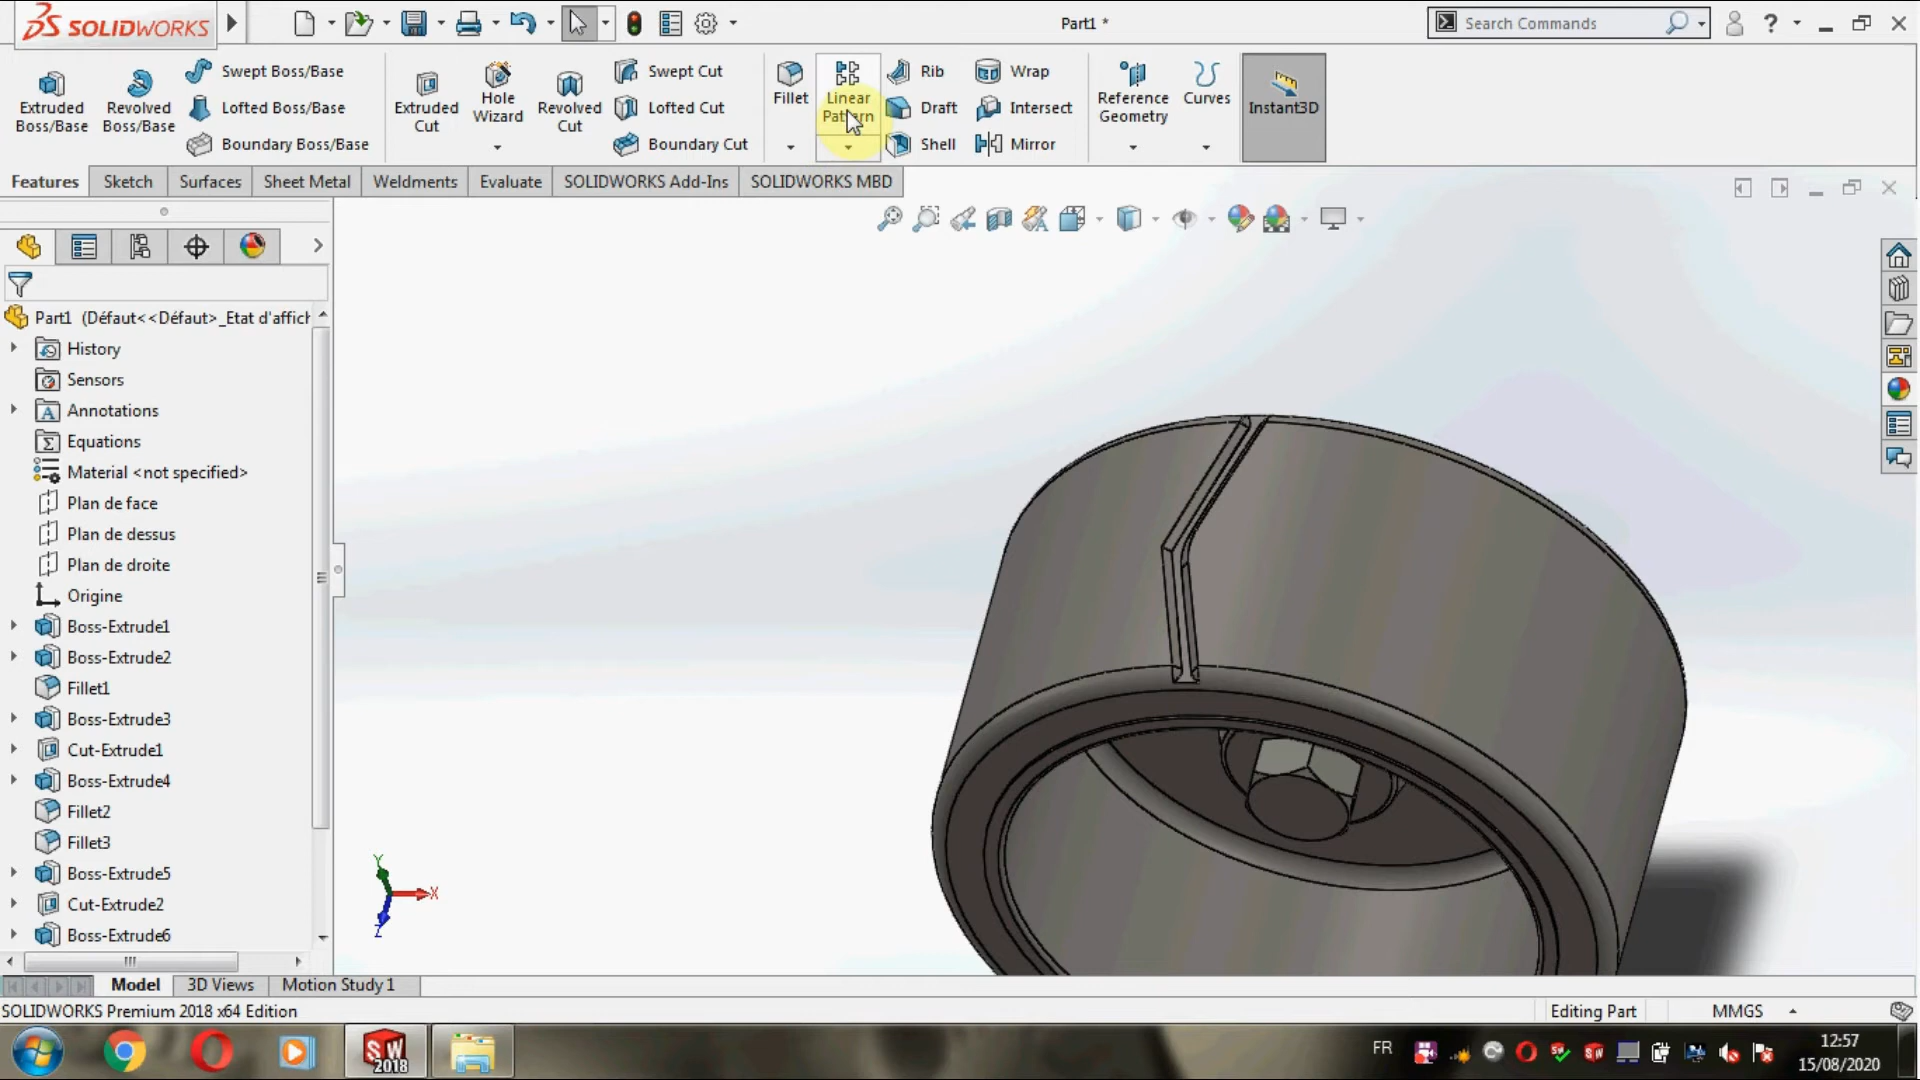 SOLIDWORKS
Part1 *
Search Commands
Extruded Boss/Base
Revolved Boss/Base
Swept Boss/Base
Lofted Boss/Base
Boundary Boss/Base
Extruded Cut
Hole Wizard
Revolved Cut
Swept Cut
Lofted Cut
Boundary Cut
Fillet
Linear Pattern
Rib
Draft
Shell
Wrap
Intersect
Mirror
Reference Geometry
Curves
Instant3D
Features Sketch Surfaces Sheet Metal Weldments Evaluate SOLIDWORKS Add-Ins SOLIDWORKS MBD
Part1 (Défaut<<Défaut>_Etat d'affich
History
Sensors
Annotations
Equations
Material <not specified>
Plan de face
Plan de dessus
Plan de droite
Origine
Boss-Extrude1
Boss-Extrude2
Fillet1
Boss-Extrude3
Cut-Extrude1
Boss-Extrude4
Fillet2
Fillet3
Boss-Extrude5
Cut-Extrude2
Boss-Extrude6
Y
X
Z
Model 3D Views Motion Study 1
SOLIDWORKS Premium 2018 x64 Edition
Editing Part
MMGS
SW
2018
FR
12:57
15/08/2020